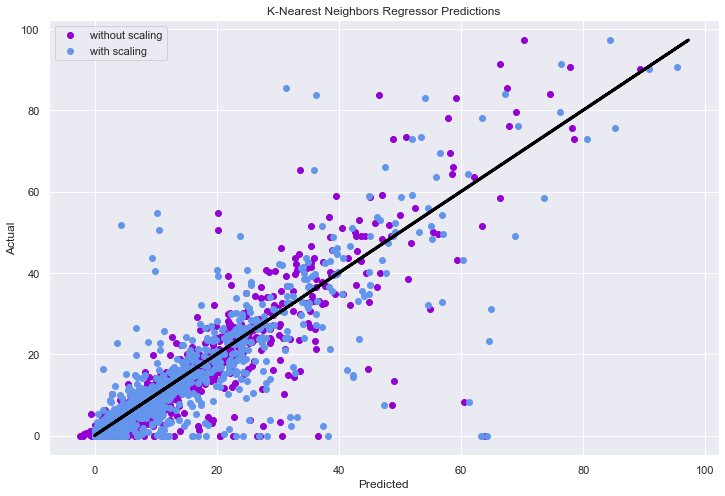 K-Nearest Neighbors Regressor Predictions
without scaling
with scaling
100
80
60
40
20
0
Actual
0 20 40 60 80 100
Predicted